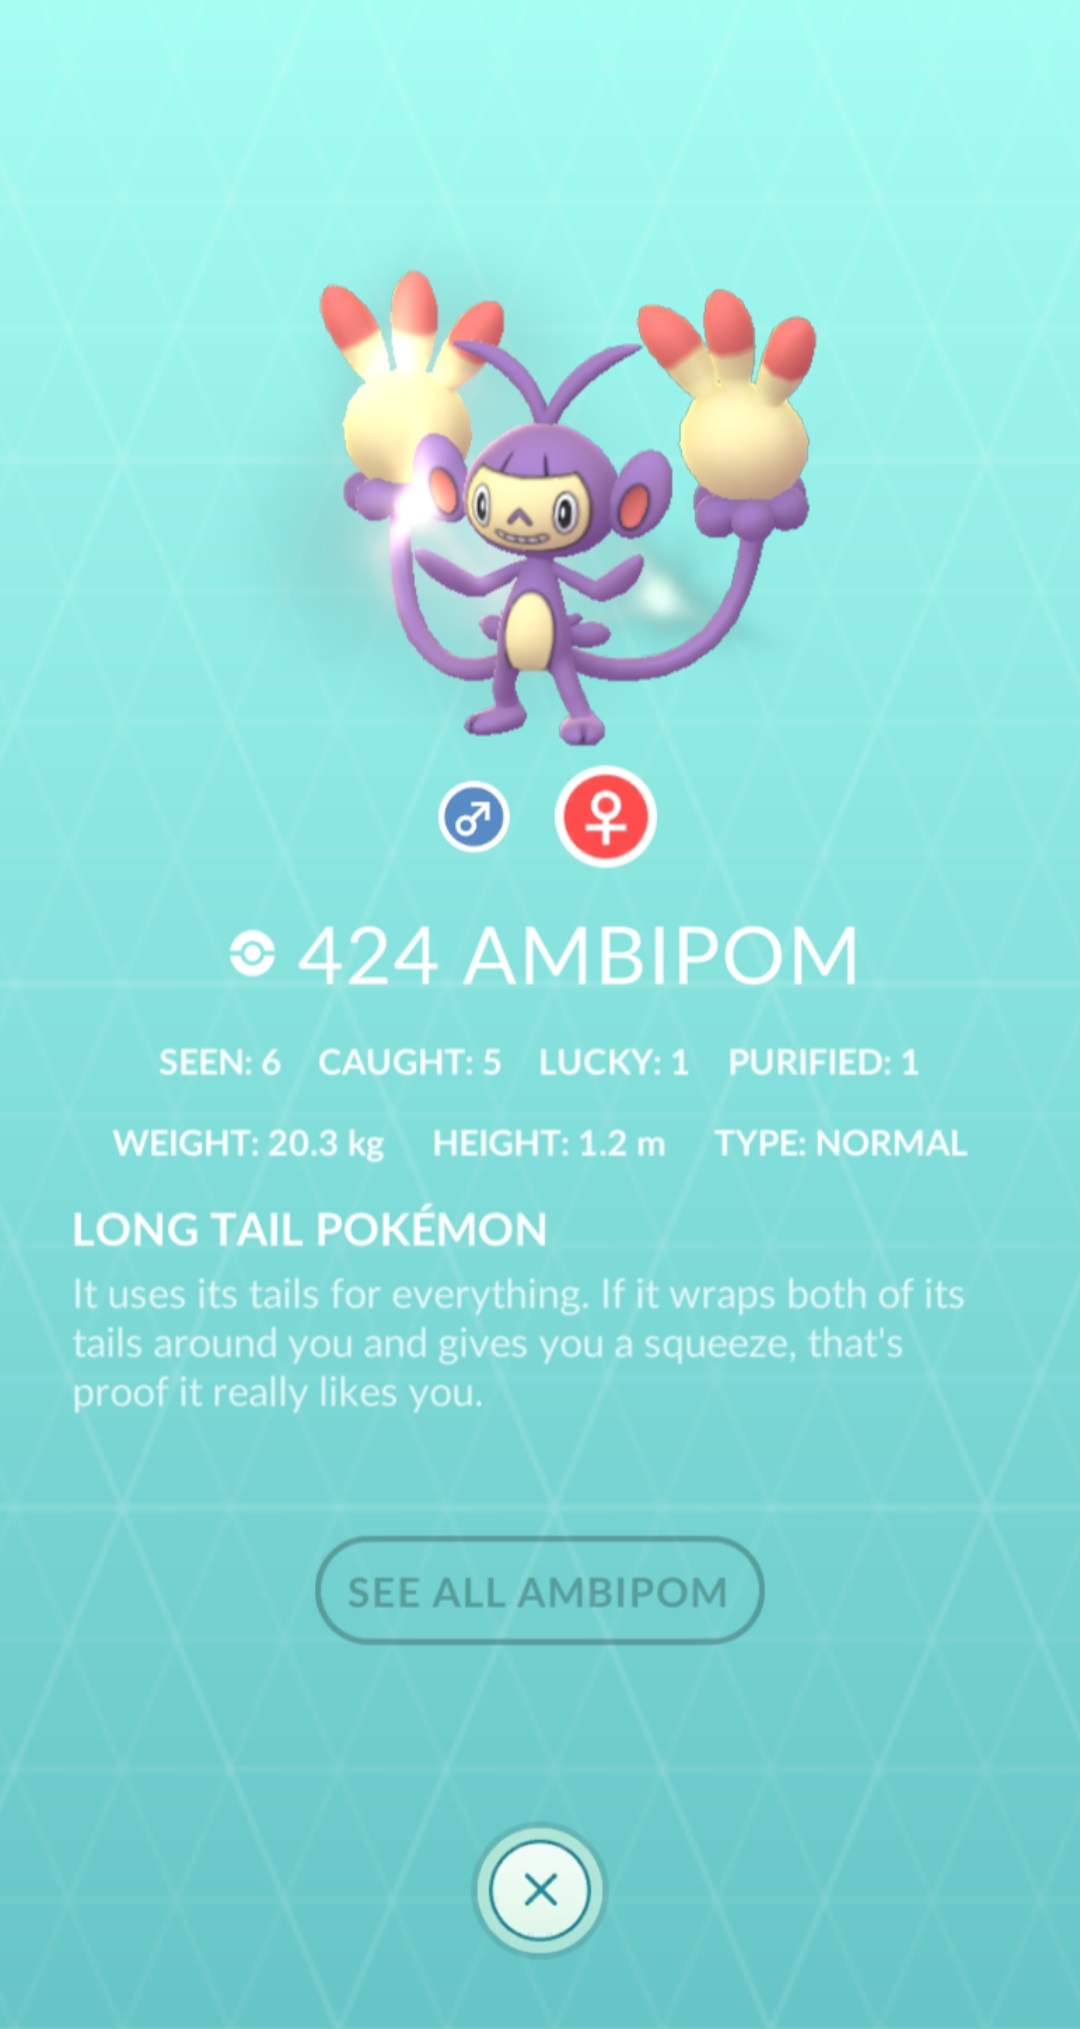 424 AMBIPOM
SEEN: 6 CAUGHT: 5 LUCKY: 1 PURIFIED: 1
WEIGHT: 20.3 kg HEIGHT: 1.2 m TYPE: NORMAL
LONG TAIL POKÉMON
It uses its tails for everything. If it wraps both of its
tails around you and gives you a squeeze, that's
proof it really likes you.
SEE ALL AMBIPOM